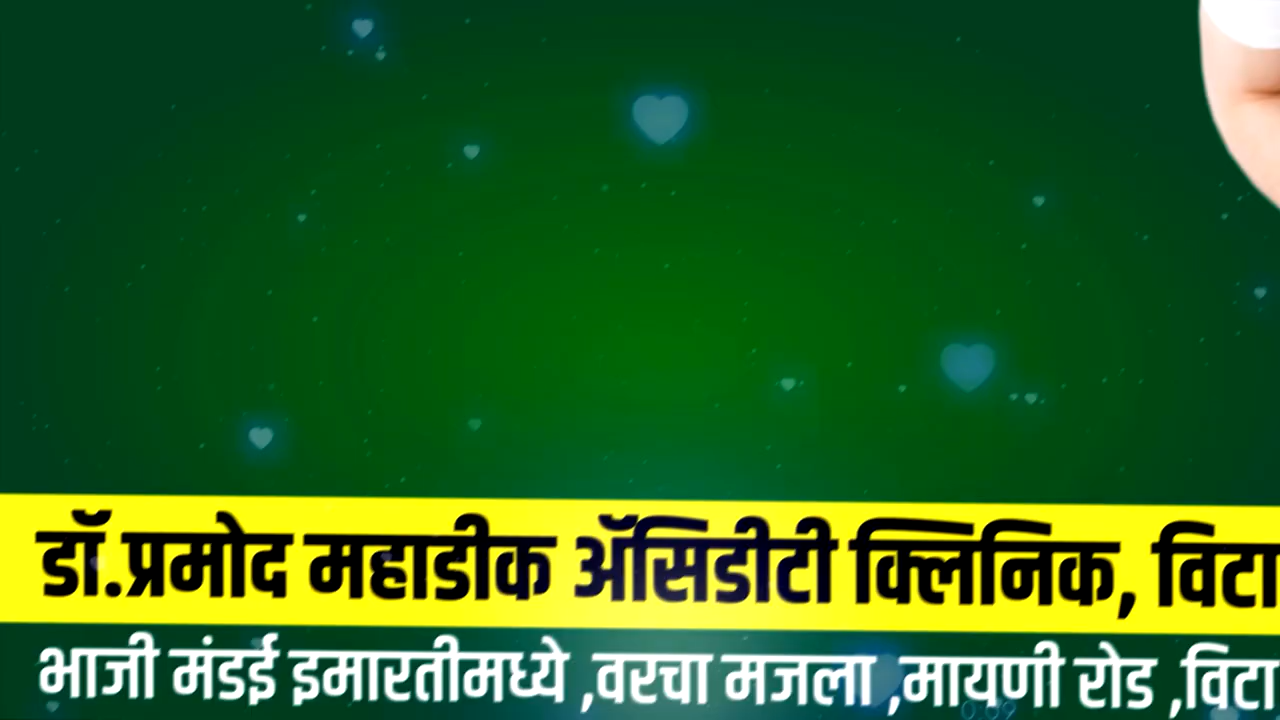 डॉ.प्रमोद महाडीक ॲसिडीटी क्लिनिक, विटा
भाजी मंडई इमारतीमध्ये ,वरचा मजला ,मायणी रोड ,विटा